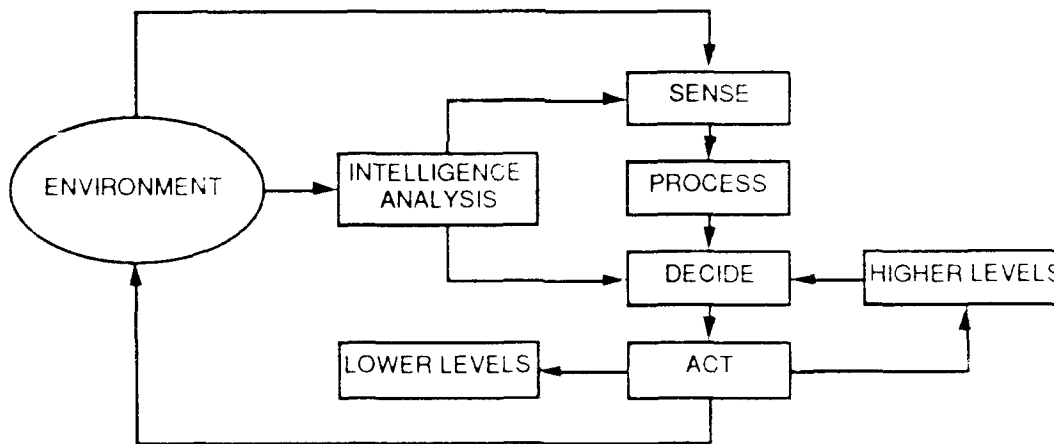 SENSE
ENVIRONMENT
INTELLIGENCE
ANALYSIS
PROCESS
DECIDE
HIGHER LEVELS
LOWER LEVELS
ACT